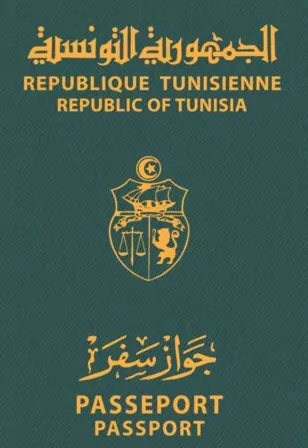 الجمهورية التونسية
REPUBLIQUE TUNISIENNE
REPUBLIC OF TUNISIA
جواز سفر
PASSEPORT
PASSPORT